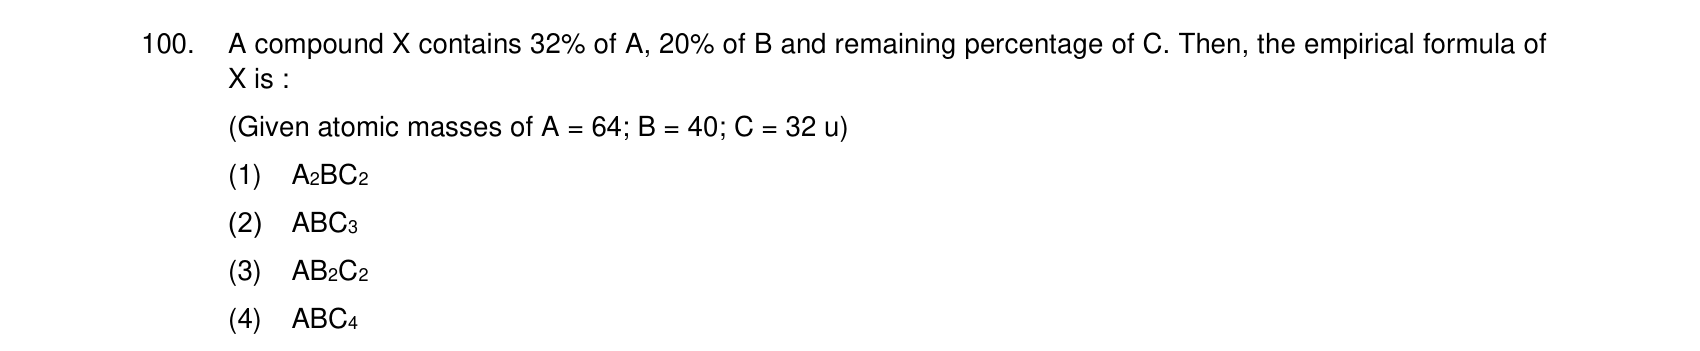 100. A compound X contains 32% of A, 20% of B and remaining percentage of C. Then, the empirical formula of
X is :
(Given atomic masses of A = 64; B = 40; C = 32 u)
(1) A₂BC₂
(2) ABC₃
(3) AB₂C₂
(4) ABC₄